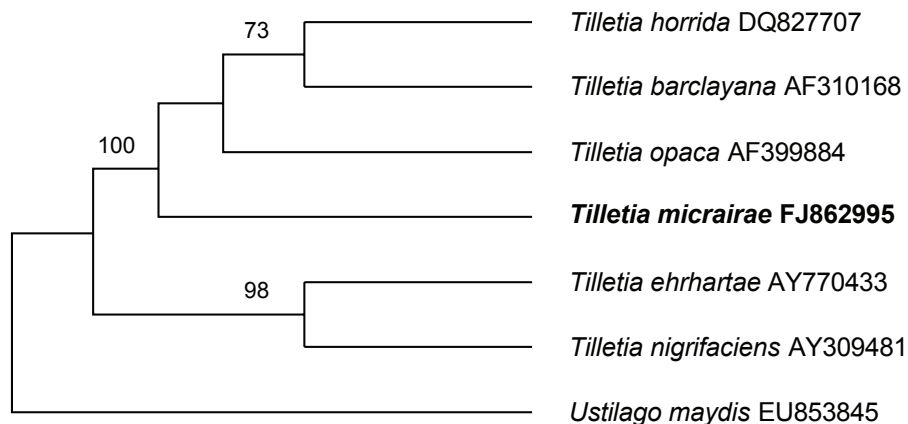 73
Tilletia horrida DQ827707
Tilletia barclayana AF310168
100
Tilletia opaca AF399884
Tilletia micrairae FJ862995
98
Tilletia ehrhartae AY770433
Tilletia nigrifaciens AY309481
Ustilago maydis EU853845